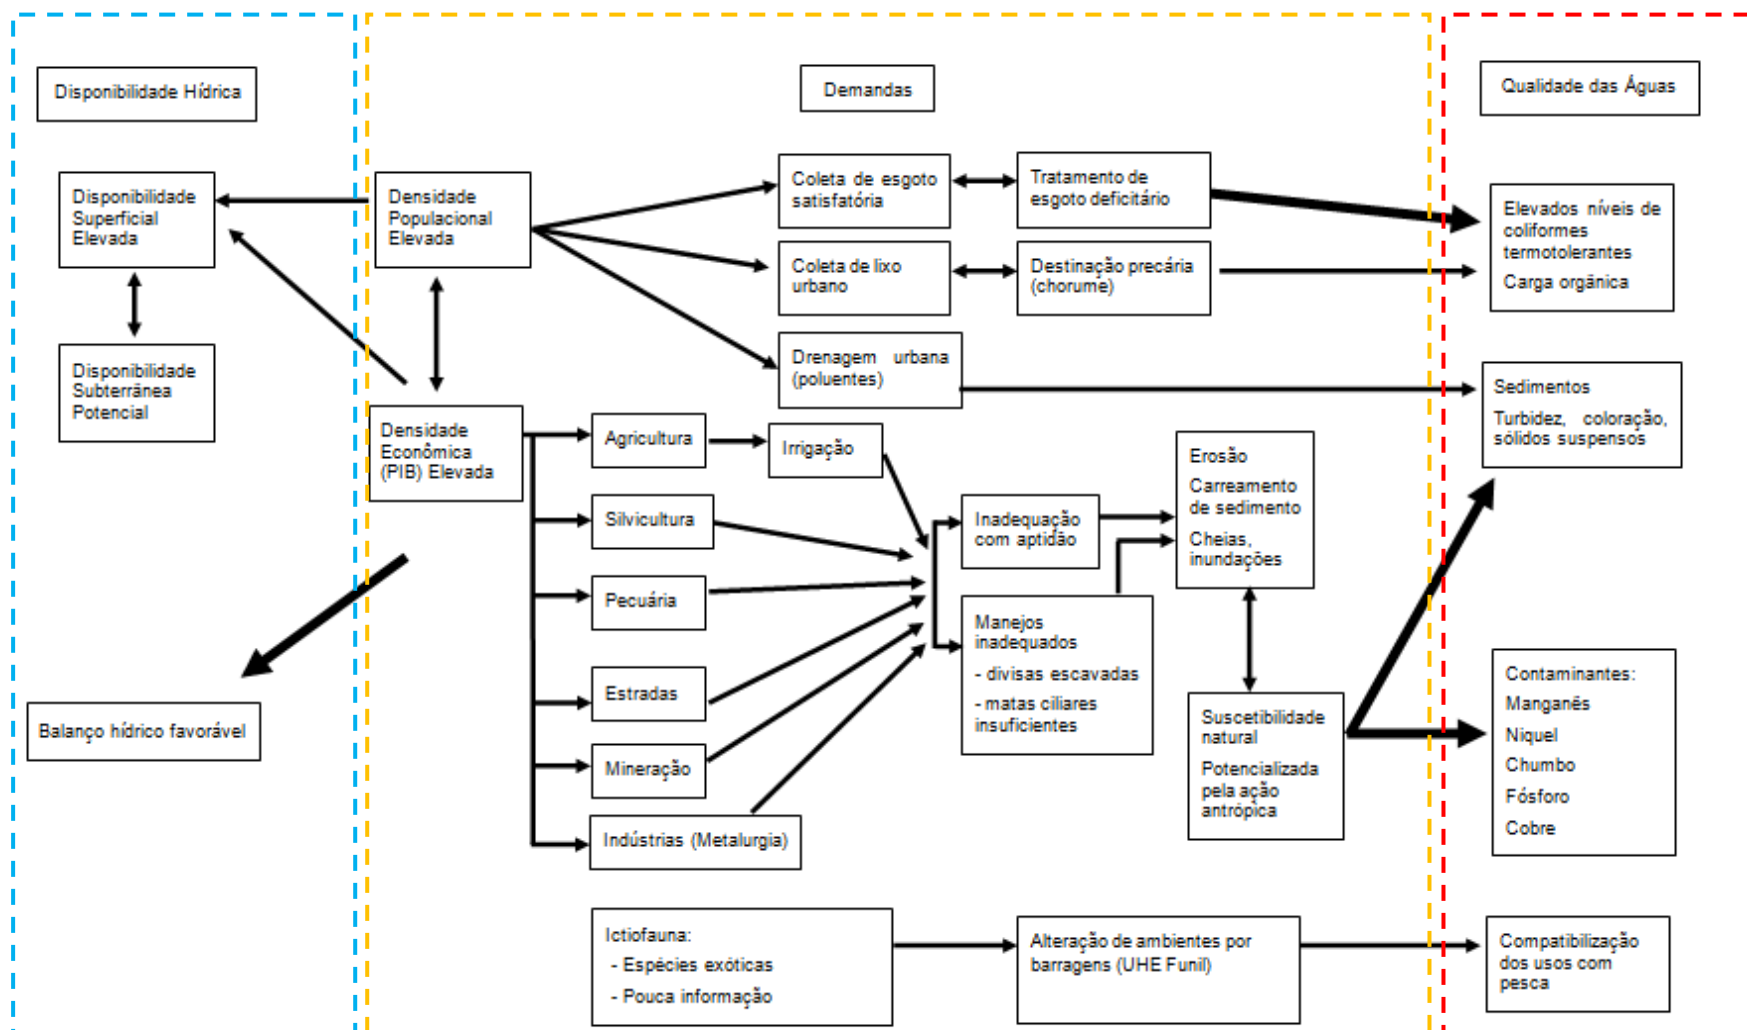 Disponibilidade Hídrica
Demandas
Qualidade das Águas
Disponibilidade
Superficial
Elevada
Densidade
Populacional
Elevada
Coleta de esgoto
satisfatória
Tratamento de
esgoto deficitário
Elevados níveis de
coliformes
termotolerantes
Carga orgânica
Coleta de lixo
urbano
Destinação precária
(chorume)
Disponibilidade
Subterrânea
Potencial
Drenagem urbana
(poluentes)
Sedimentos
Turbidez, coloração,
sólidos suspensos
Densidade
Econômica
(PIB) Elevada
Agricultura
Irrigação
Erosão
Carreamento
de sedimento
Cheias,
inundações
Silvicultura
Inadequação
com aptidão
Pecuária
Manejos
inadequados
- divisas escavadas
- matas ciliares
insuficientes
Estradas
Suscetibilidade
natural
Potencializada
pela ação
antrópica
Contaminantes:
Manganês
Niquel
Chumbo
Fósforo
Cobre
Balanço hídrico favorável
Mineração
Indústrias (Metalurgia)
Ictiofauna:
- Espécies exóticas
- Pouca informação
Alteração de ambientes por
barragens (UHE Funil)
Compatibilização
dos usos com
pesca